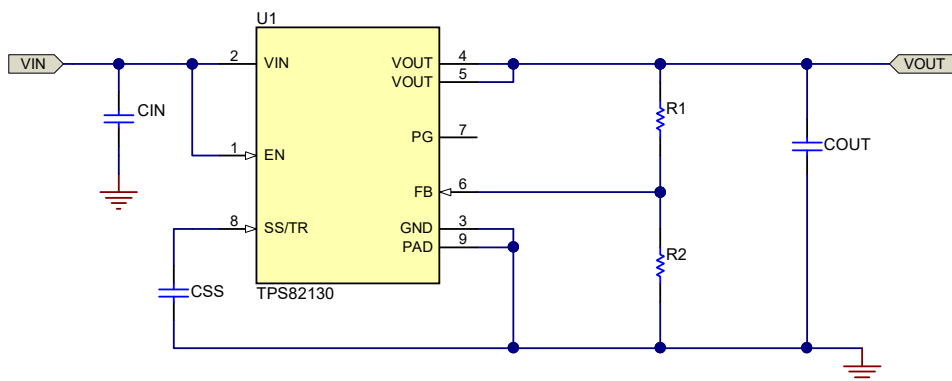 U1
VIN
2
VIN
VOUT
4
VOUT
VOUT
5
CIN
R1
PG
7
COUT
1
EN
FB
6
8
SS/TR
GND
3
PAD
9
R2
CSS
TPS82130